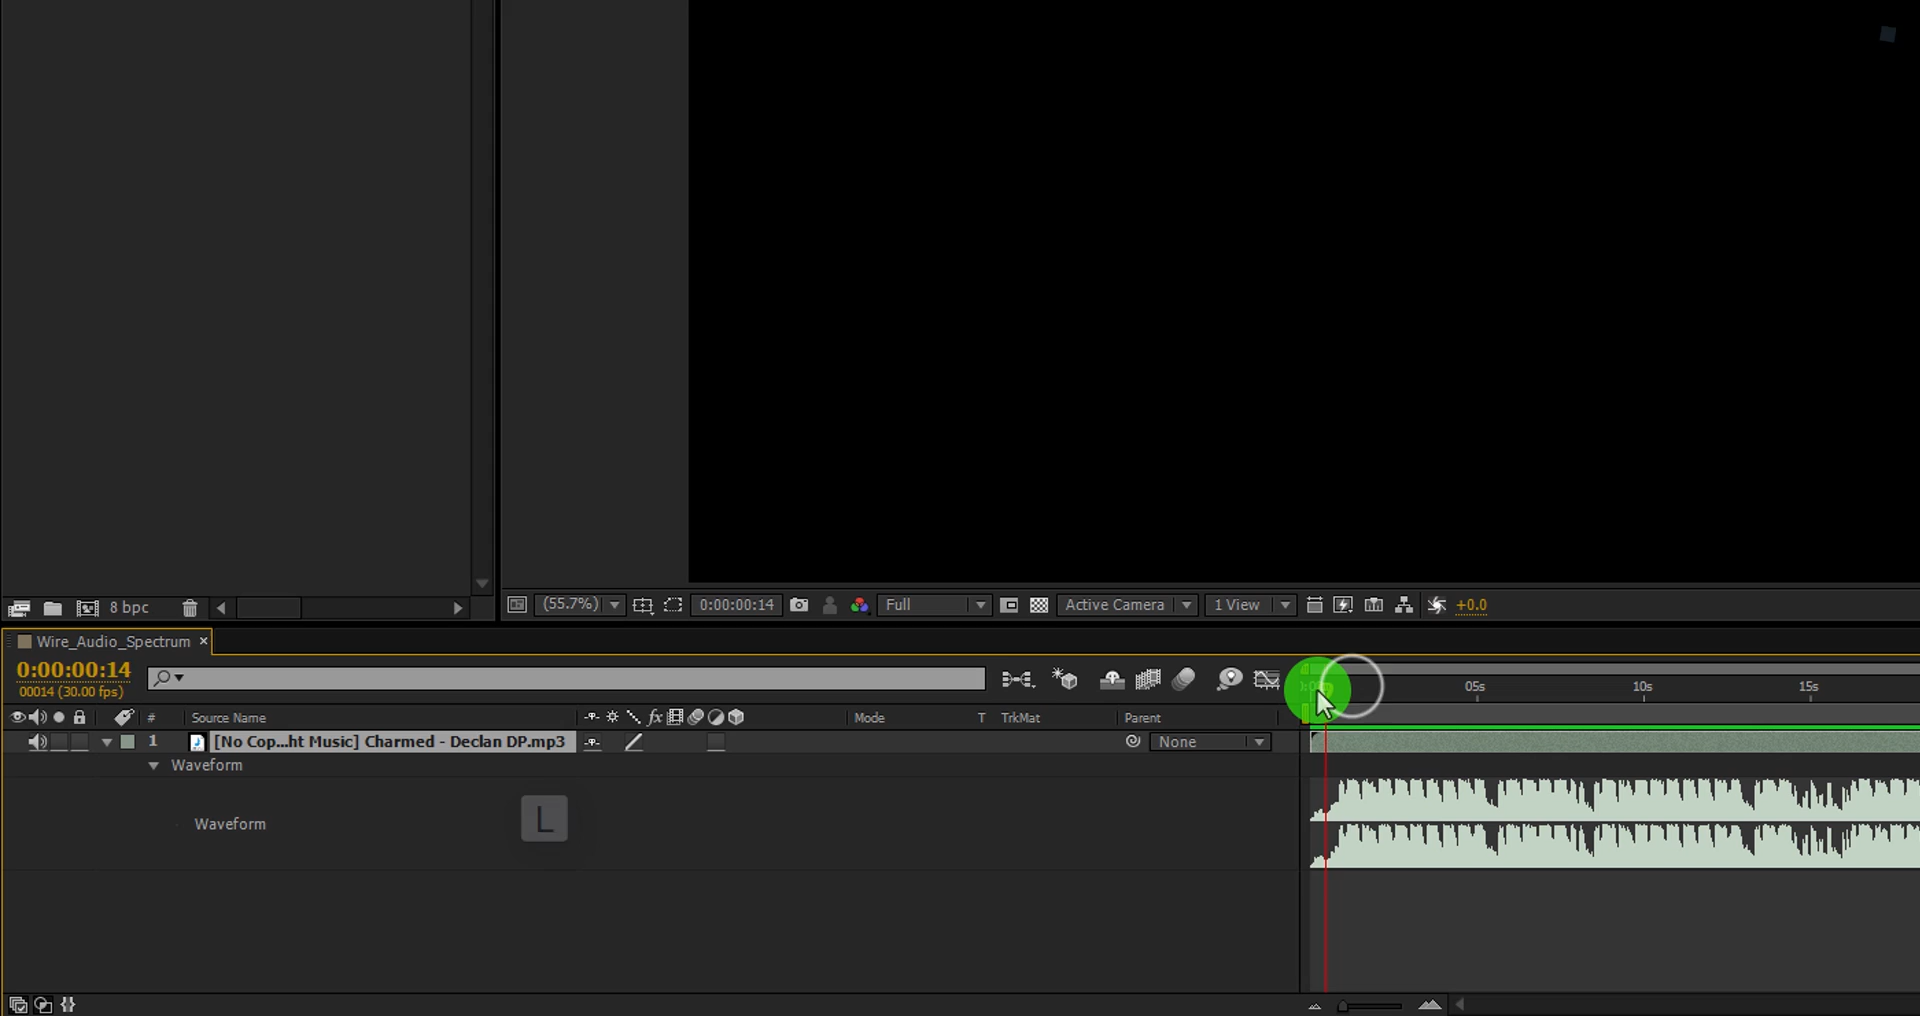 8 bpc
(55.7%)
0:00:00:14
Full
Active Camera
1 View
+0.0
Wire_Audio_Spectrum
0:00:00:14
00014 (30.00 fps)
05s
10s
15s
#
Source Name
fx
Mode
T
TrkMat
Parent
1
[No Cop...ht Music] Charmed - Declan DP.mp3
None
Waveform
Waveform
L